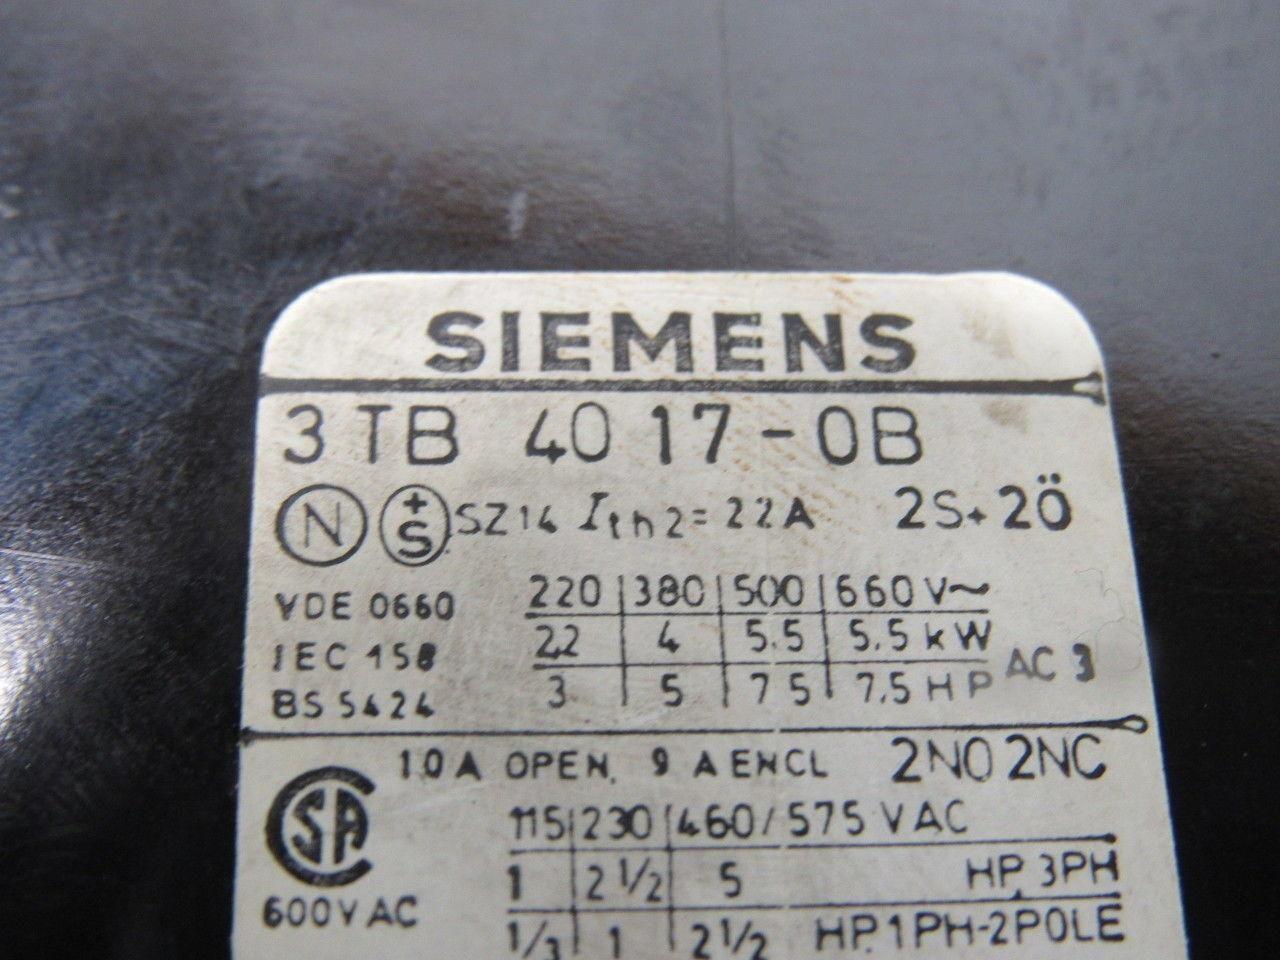 SIEMENS
3TB 4017-0B
N +S SZ14 Ith2=22A 2S+2Ö
VDE 0660 220 380 500 660 V~
IEC 158 2.2 4 5.5 5.5 kW AC 3
BS 5424 3 5 7 5 7.5 HP
10A OPEN, 9 A ENCL 2NO 2NC
SA 115 230 460/575 VAC
1 2 1/2 5 HP. 3PH
600VAC 1/3 1 2 1/2 HP. 1PH-2POLE